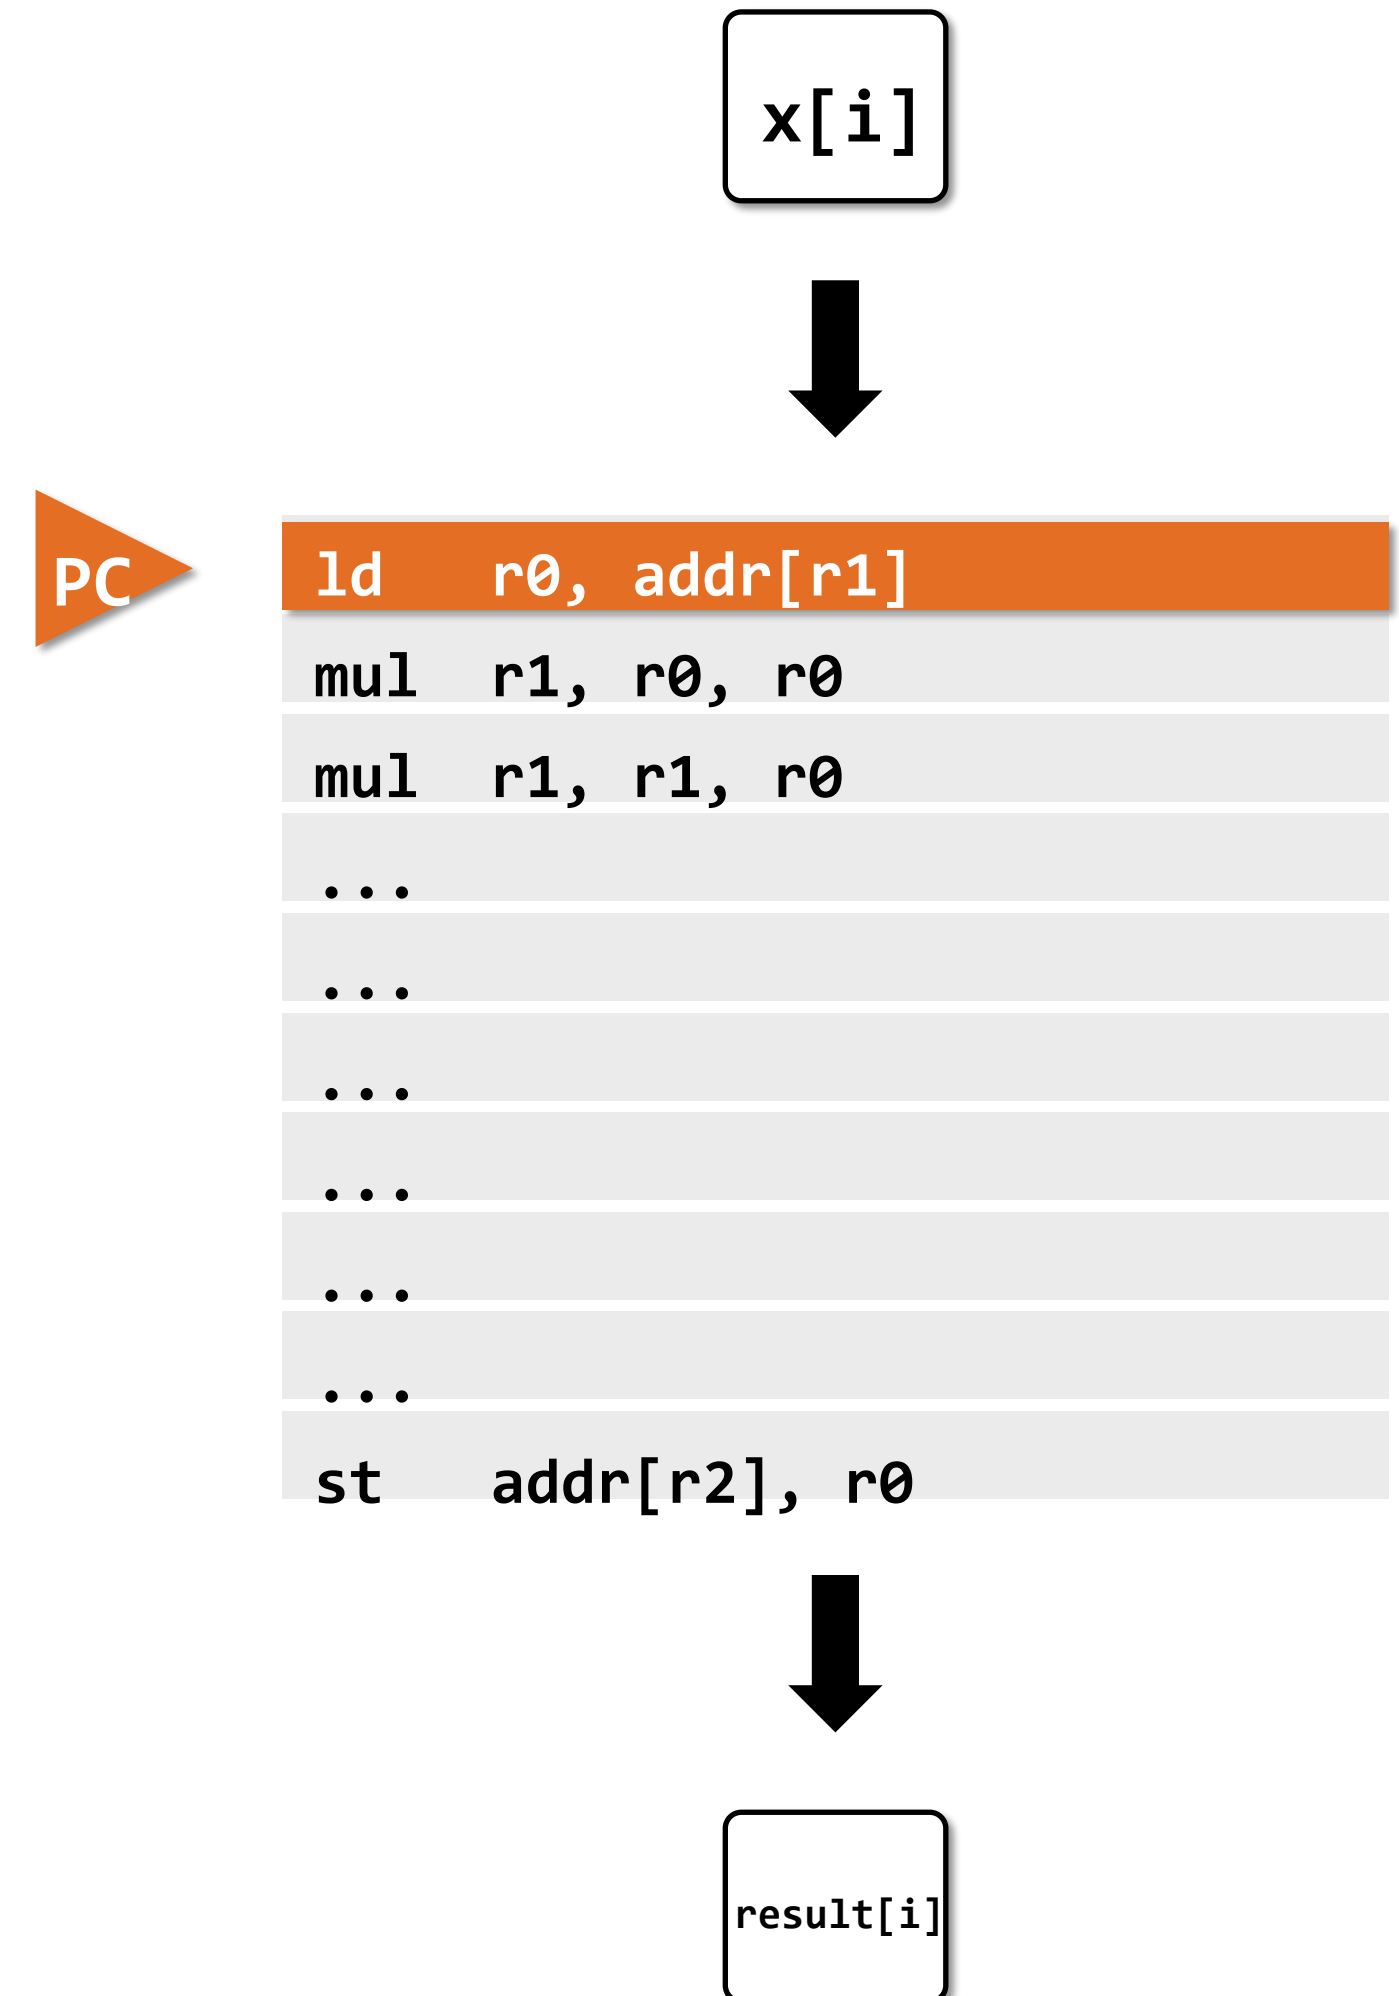 x[i]
PC
ld r0, addr[r1]
mul r1, r0, r0
mul r1, r1, r0
...
...
...
...
...
...
st addr[r2], r0
result[i]